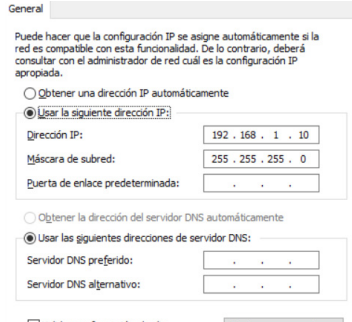 General
Puede hacer que la configuración IP se asigne automáticamente si la
red es compatible con esta funcionalidad. De lo contrario, deberá
consultar con el administrador de red cuál es la configuración IP
apropiada.
Obtener una dirección IP automáticamente
Usar la siguiente dirección IP:
Dirección IP: 192 . 168 . 1 . 10
Máscara de subred: 255 . 255 . 255 . 0
Puerta de enlace predeterminada: . . .
Obtener la dirección del servidor DNS automáticamente
Usar las siguientes direcciones de servidor DNS:
Servidor DNS preferido: . . .
Servidor DNS alternativo: . . .